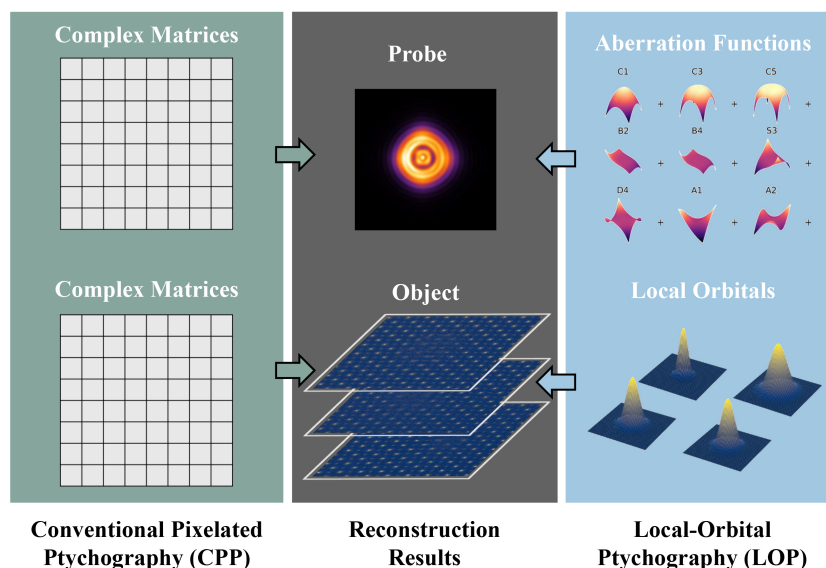 Complex Matrices
Probe
Aberration Functions
C1 C3 C5
+ + +
B2 B4 S3
+ + +
D4 A1 A2
+ + +
Complex Matrices
Object
Local Orbitals
Conventional Pixelated
Ptychography (CPP)
Reconstruction
Results
Local-Orbital
Ptychography (LOP)